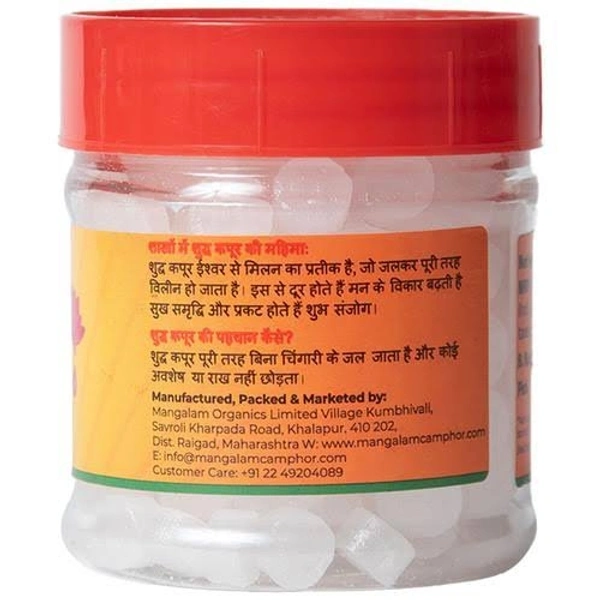 शास्त्रों में शुद्ध कपूर की महिमा:
शुद्ध कपूर ईश्वर से मिलन का प्रतीक है, जो जलकर पूरी तरह
विलीन हो जाता है। इस से दूर होते हैं मन के विकार बढ़ती है
सुख समृद्धि और प्रकट होते हैं शुभ संजोग।
शुद्ध कपूर की पहचान कैसे?
शुद्ध कपूर पूरी तरह बिना चिंगारी के जल जाता है और कोई
अवशेष या राख नहीं छोड़ता।
Manufactured, Packed & Marketed by:
Mangalam Organics Limited Village Kumbhivali,
Savroli Kharpada Road, Khalapur, 410 202,
Dist. Raigad, Maharashtra W: www.mangalamcamphor.com
E: info@mangalamcamphor.com
Customer Care: +91 22 49204089